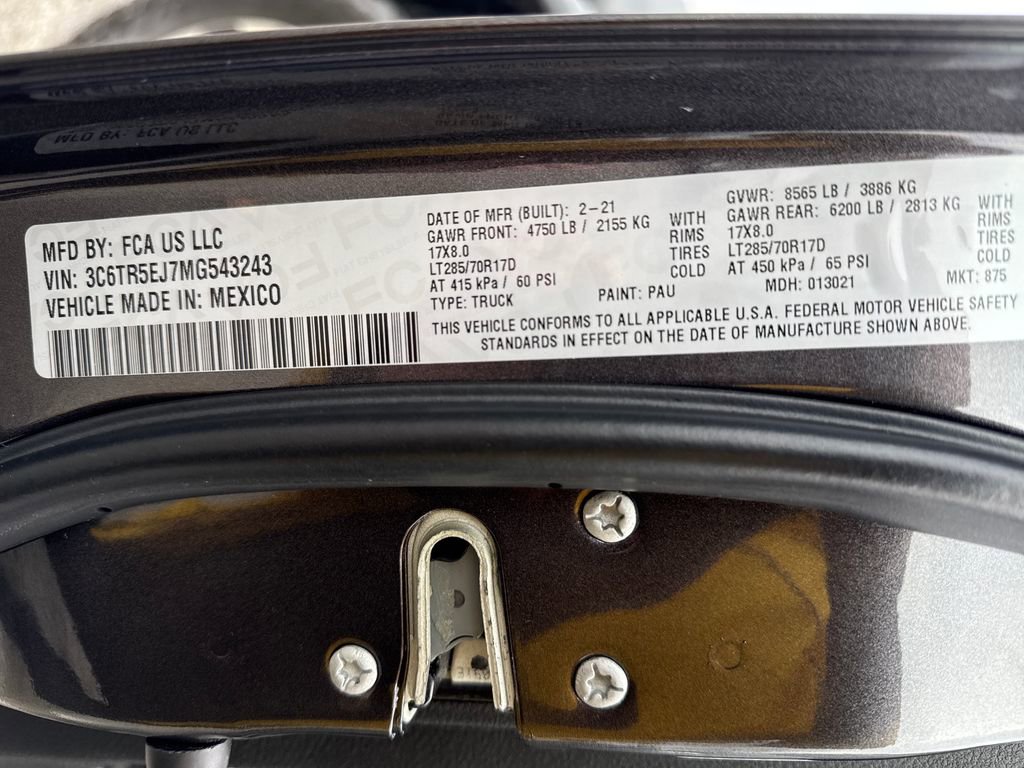 MFD BY: FCA US LLC
VIN: 3C6TR5EJ7MG543243
VEHICLE MADE IN: MEXICO
DATE OF MFR (BUILT): 2-21
GAWR FRONT: 4750 LB / 2155 KG
17X8.0
LT285/70R17D
AT 415 kPa / 60 PSI
WITH
RIMS
TIRES
COLD
GVWR: 8565 LB / 3886 KG
GAWR REAR: 6200 LB / 2813 KG
17X8.0
LT285/70R17D
AT 450 kPa / 65 PSI
WITH
RIMS
TIRES
COLD
TYPE: TRUCK PAINT: PAU MDH: 013021 MKT: 875
THIS VEHICLE CONFORMS TO ALL APPLICABLE U.S.A. FEDERAL MOTOR VEHICLE SAFETY
STANDARDS IN EFFECT ON THE DATE OF MANUFACTURE SHOWN ABOVE.